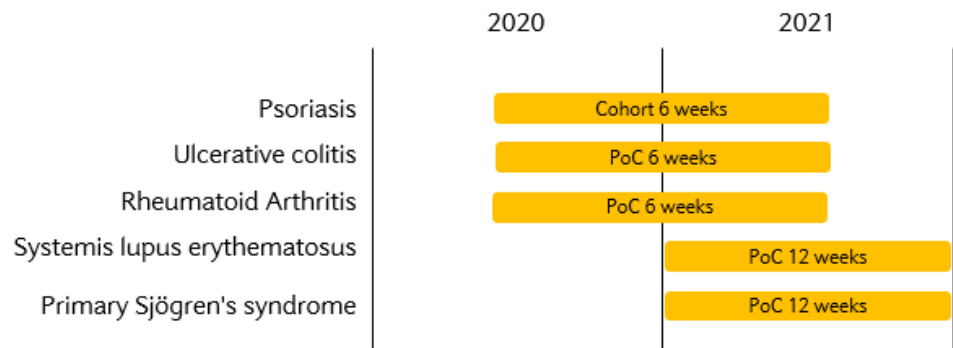 2020 2021
Psoriasis Cohort 6 weeks
Ulcerative colitis PoC 6 weeks
Rheumatoid Arthritis PoC 6 weeks
Systemis lupus erythematosus PoC 12 weeks
Primary Sjögren's syndrome PoC 12 weeks